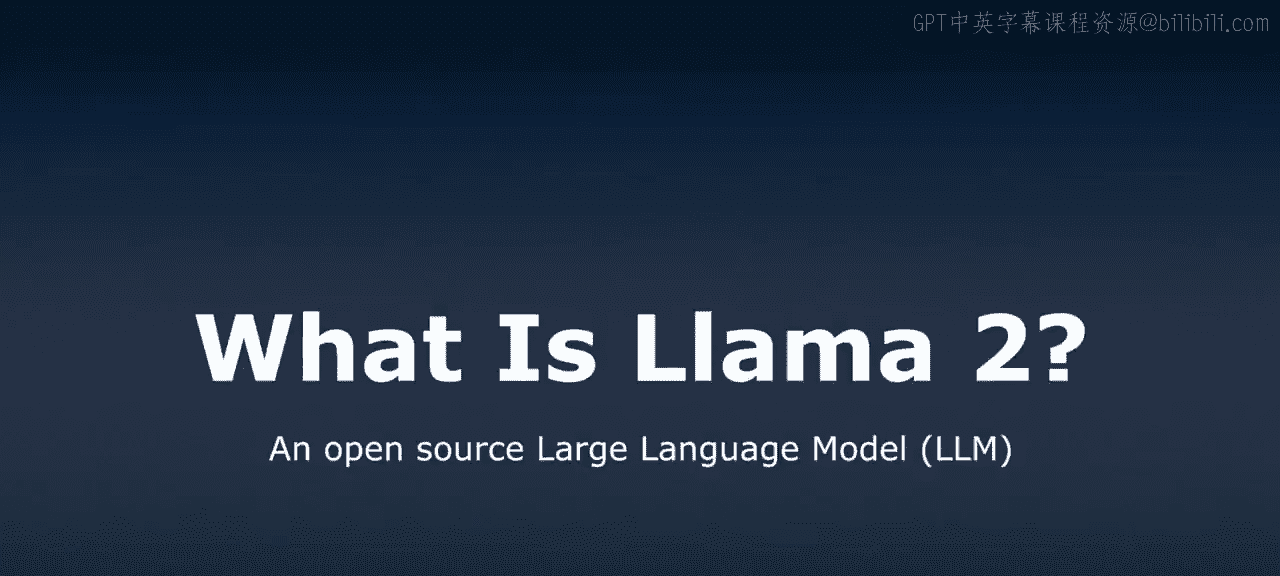 GPT中英字幕课程资源@bilibili.com
What Is Llama 2?
An open source Large Language Model (LLM)